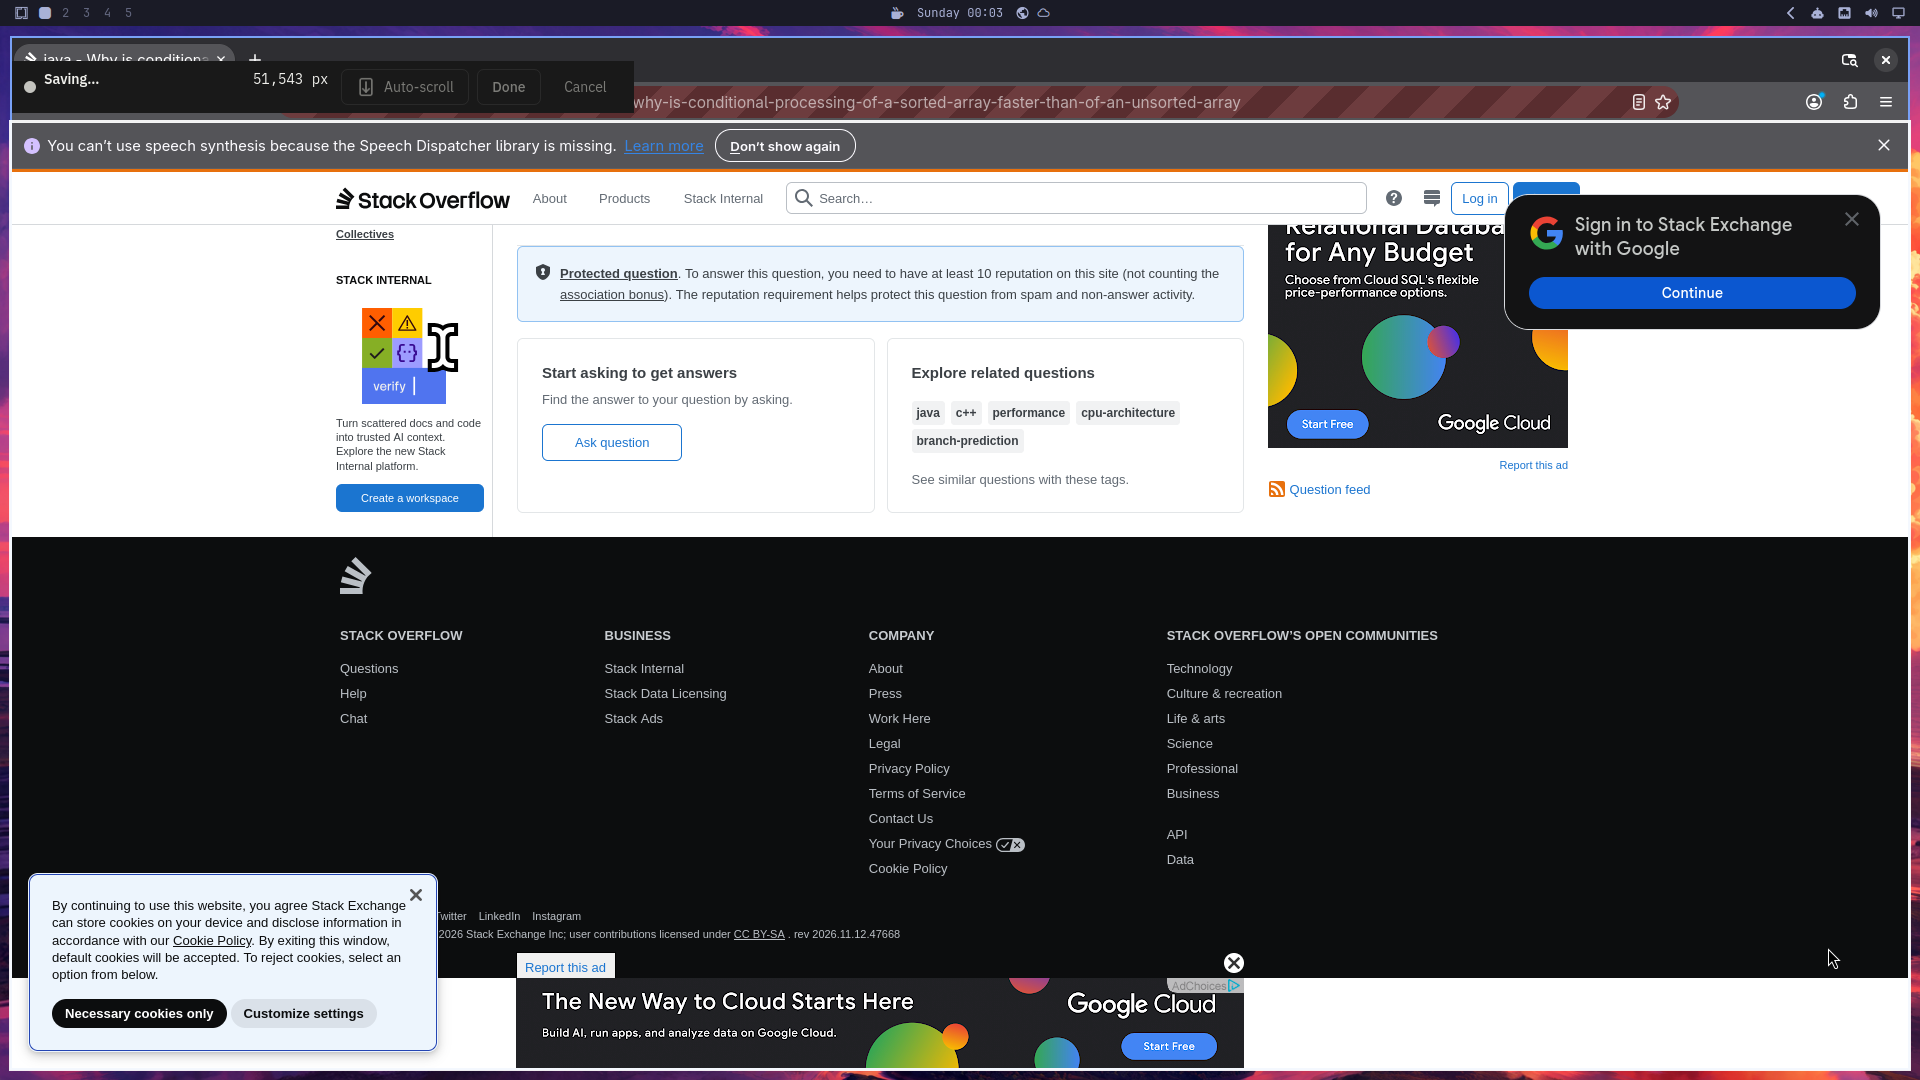 2 3 4 5
Sunday 00:03
java - Why is conditiona
Saving...
51,543 px
Auto-scroll
Done
Cancel
why-is-conditional-processing-of-a-sorted-array-faster-than-of-an-unsorted-array
You can't use speech synthesis because the Speech Dispatcher library is missing. Learn more
Don't show again
Stack Overflow
About
Products
Stack Internal
Search…
Log in
Sign in to Stack Exchange
with Google
Continue
Collectives
STACK INTERNAL
verify
Turn scattered docs and code
into trusted AI context.
Explore the new Stack
Internal platform.
Create a workspace
Protected question. To answer this question, you need to have at least 10 reputation on this site (not counting the
association bonus). The reputation requirement helps protect this question from spam and non-answer activity.
Start asking to get answers
Find the answer to your question by asking.
Ask question
Explore related questions
java c++ performance cpu-architecture
branch-prediction
See similar questions with these tags.
Relational Databa
for Any Budget
Choose from Cloud SQL's flexible
price-performance options.
Start Free
Google Cloud
Report this ad
Question feed
STACK OVERFLOW
Questions
Help
Chat
BUSINESS
Stack Internal
Stack Data Licensing
Stack Ads
COMPANY
About
Press
Work Here
Legal
Privacy Policy
Terms of Service
Contact Us
Your Privacy Choices
Cookie Policy
STACK OVERFLOW'S OPEN COMMUNITIES
Technology
Culture & recreation
Life & arts
Science
Professional
Business
API
Data
Twitter LinkedIn Instagram
2026 Stack Exchange Inc; user contributions licensed under CC BY-SA . rev 2026.11.12.47668
By continuing to use this website, you agree Stack Exchange
can store cookies on your device and disclose information in
accordance with our Cookie Policy. By exiting this window,
default cookies will be accepted. To reject cookies, select an
option from below.
Necessary cookies only
Customize settings
Report this ad
The New Way to Cloud Starts Here
Build AI, run apps, and analyze data on Google Cloud.
Google Cloud
AdChoices
Start Free